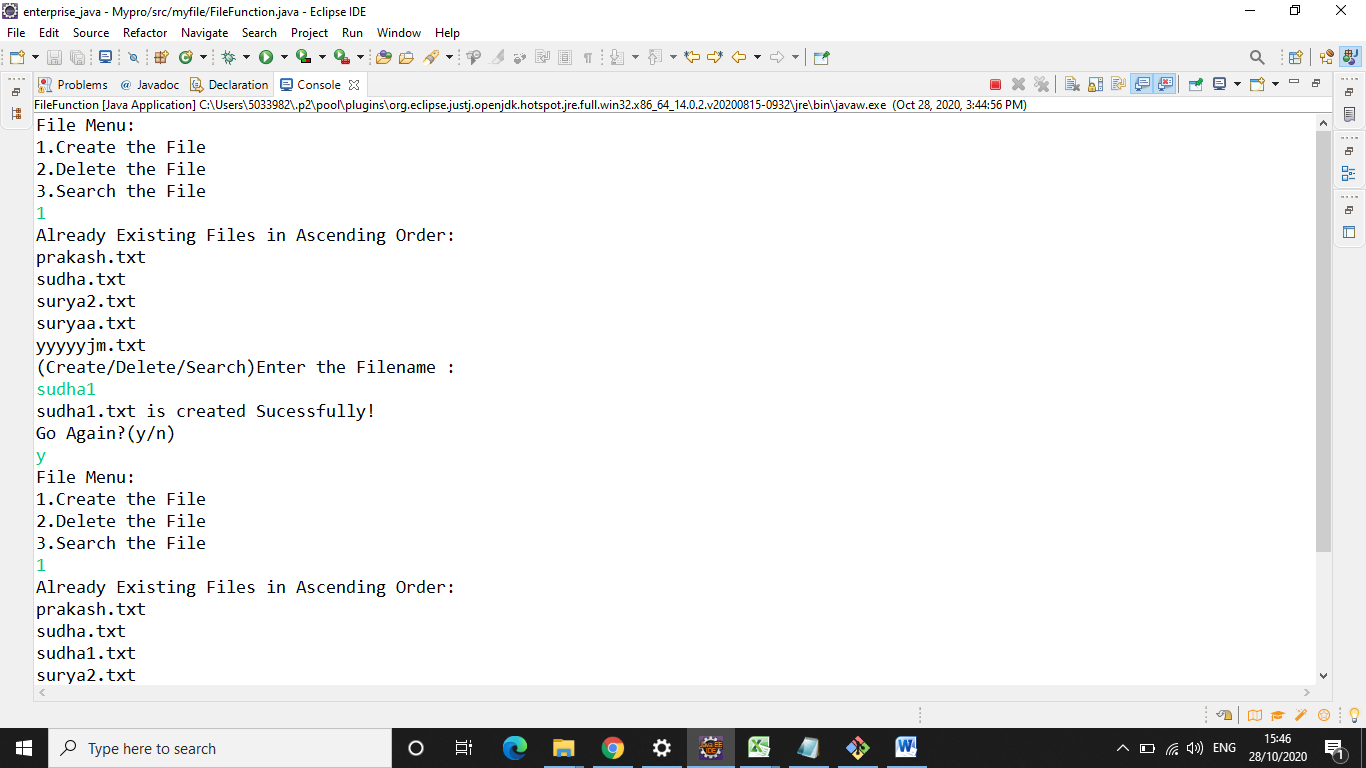 enterprise_java - Mypro/src/myfile/FileFunction.java - Eclipse IDE
File Edit Source Refactor Navigate Search Project Run Window Help
Problems @ Javadoc Declaration Console
FileFunction [Java Application] C:\Users\5033982\.p2\pool\plugins\org.eclipse.justj.openjdk.hotspot.jre.full.win32.x86_64_14.0.2.v20200815-0932\jre\bin\javaw.exe (Oct 28, 2020, 3:44:56 PM)
File Menu:
1.Create the File
2.Delete the File
3.Search the File
1
Already Existing Files in Ascending Order:
prakash.txt
sudha.txt
surya2.txt
suryaa.txt
yyyyyjm.txt
(Create/Delete/Search)Enter the Filename :
sudha1
sudha1.txt is created Sucessfully!
Go Again?(y/n)
y
File Menu:
1.Create the File
2.Delete the File
3.Search the File
1
Already Existing Files in Ascending Order:
prakash.txt
sudha.txt
sudha1.txt
surya2.txt
Type here to search
ENG
15:46
28/10/2020
1